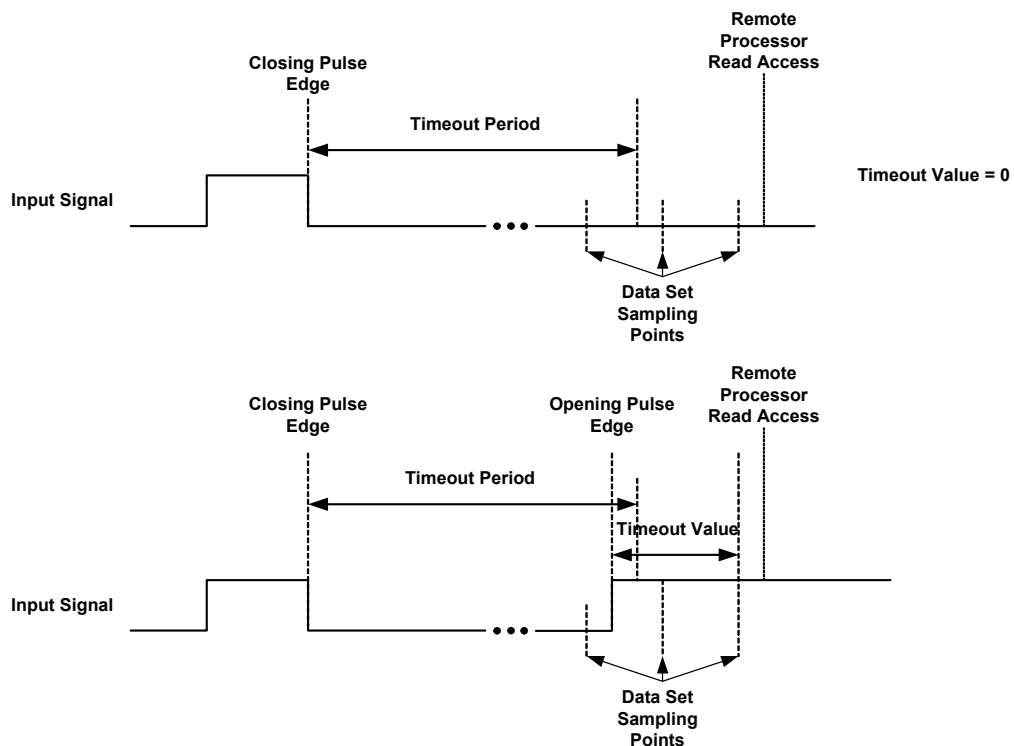 Remote
Processor
Read Access
Closing Pulse
Edge
Timeout Period
Timeout Value = 0
Input Signal
Data Set
Sampling
Points
Remote
Processor
Read Access
Closing Pulse
Edge
Opening Pulse
Edge
Timeout Period
Timeout Value
Input Signal
Data Set
Sampling
Points